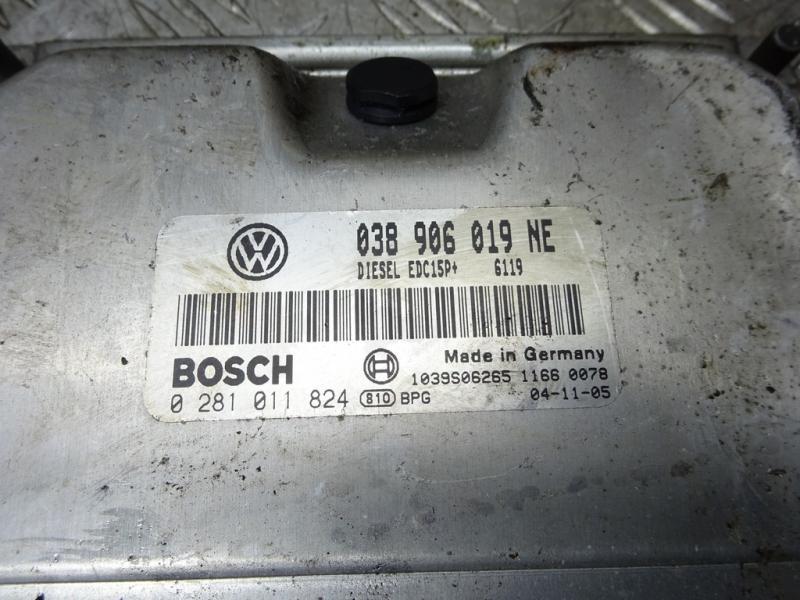 038 906 019 NE
DIESEL EDC15P+ G119
BOSCH
Made in Germany
1039S06265 1166 0078
0 281 011 824 810 BPG 04-11-05